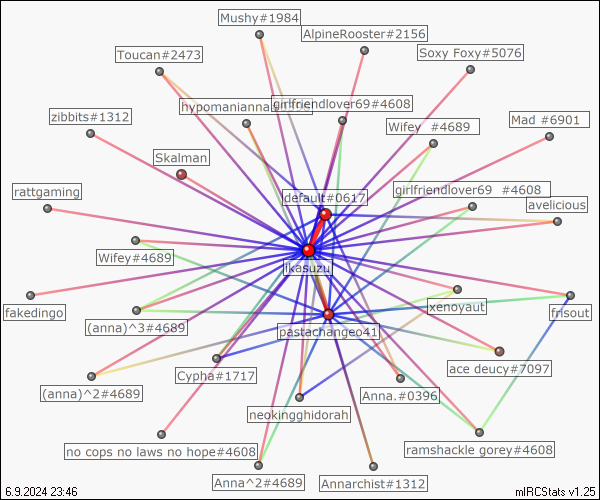 Mushy#1984
AlpineRooster#2156
Toucan#2473
Soxy Foxy#5076
hypomanianna
girlfriendlover69#4608
zibbits#1312
Wifey #4689
Mad #6901
Skalman
rattgaming
default#0617
girlfriendlover69 #4608
avelicious
Wifey#4689
ikasuzu
fakedingo
(anna)^3#4689
pastachangeo41
xenoyaut
frisout
Cypha#1717
ace deucy#7097
(anna)^2#4689
neokingghidorah
Anna.#0396
no cops no laws no hope#4608
ramshackle gorey#4608
Anna^2#4689
Annarchist#1312
6.9.2024 23:46
mIRCStats v1.25